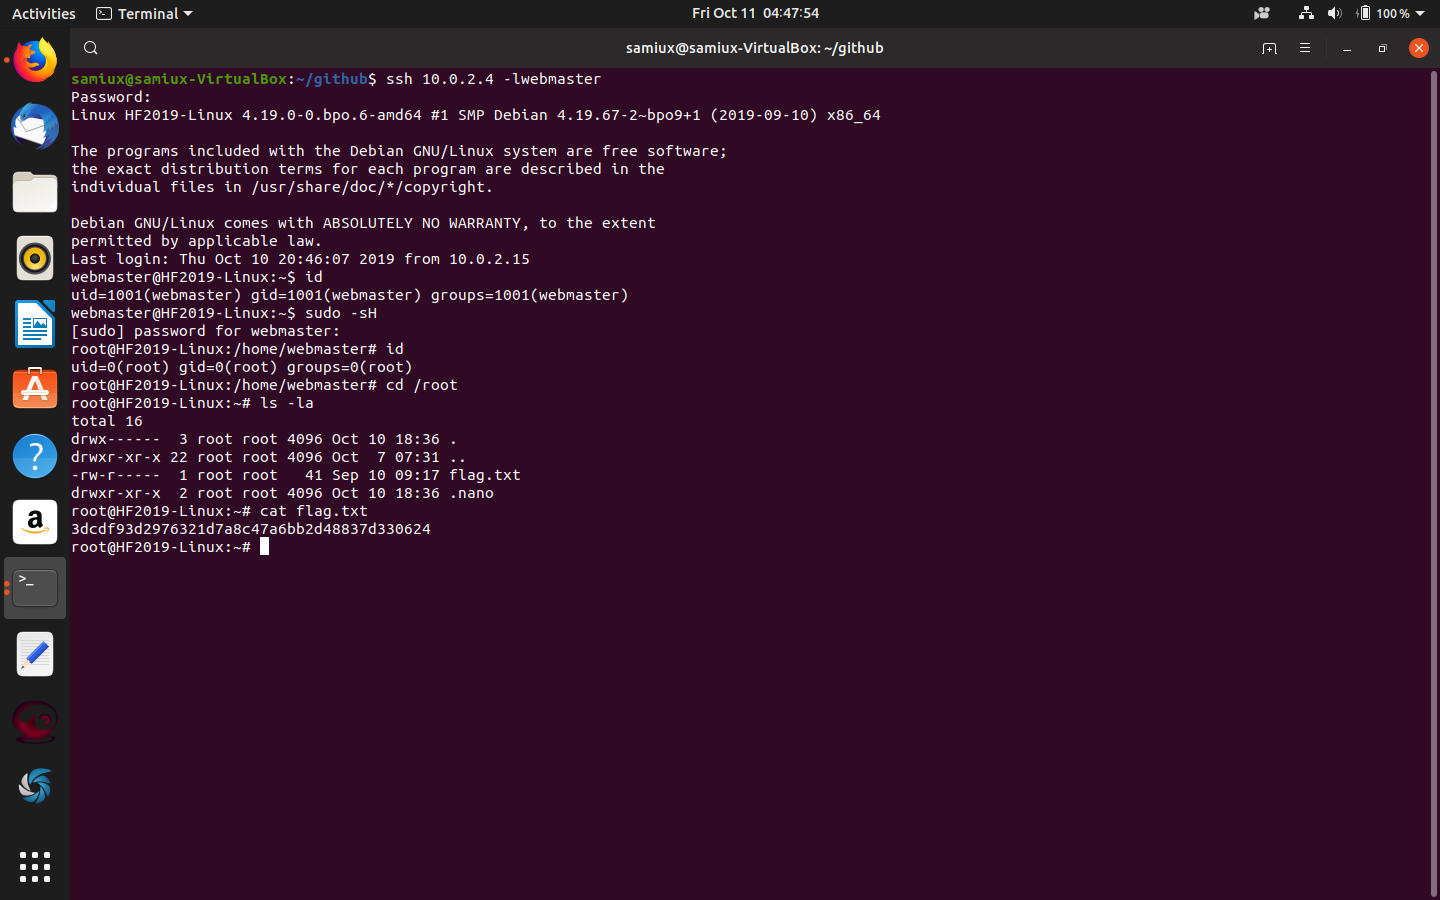 Activities
Terminal
Fri Oct 11 04:47:54
100 %
samiux@samiux-VirtualBox: ~/github
samiux@samiux-VirtualBox:~/github$ ssh 10.0.2.4 -lwebmaster
Password:
Linux HF2019-Linux 4.19.0-0.bpo.6-amd64 #1 SMP Debian 4.19.67-2~bpo9+1 (2019-09-10) x86_64
The programs included with the Debian GNU/Linux system are free software;
the exact distribution terms for each program are described in the
individual files in /usr/share/doc/*/copyright.
Debian GNU/Linux comes with ABSOLUTELY NO WARRANTY, to the extent
permitted by applicable law.
Last login: Thu Oct 10 20:46:07 2019 from 10.0.2.15
webmaster@HF2019-Linux:~$ id
uid=1001(webmaster) gid=1001(webmaster) groups=1001(webmaster)
webmaster@HF2019-Linux:~$ sudo -sH
[sudo] password for webmaster:
root@HF2019-Linux:/home/webmaster# id
uid=0(root) gid=0(root) groups=0(root)
root@HF2019-Linux:/home/webmaster# cd /root
root@HF2019-Linux:~# ls -la
total 16
drwx------  3 root root 4096 Oct 10 18:36 .
drwxr-xr-x 22 root root 4096 Oct  7 07:31 ..
-rw-r-----  1 root root   41 Sep 10 09:17 flag.txt
drwxr-xr-x  2 root root 4096 Oct 10 18:36 .nano
root@HF2019-Linux:~# cat flag.txt
3dcdf93d2976321d7a8c47a6bb2d48837d330624
root@HF2019-Linux:~#